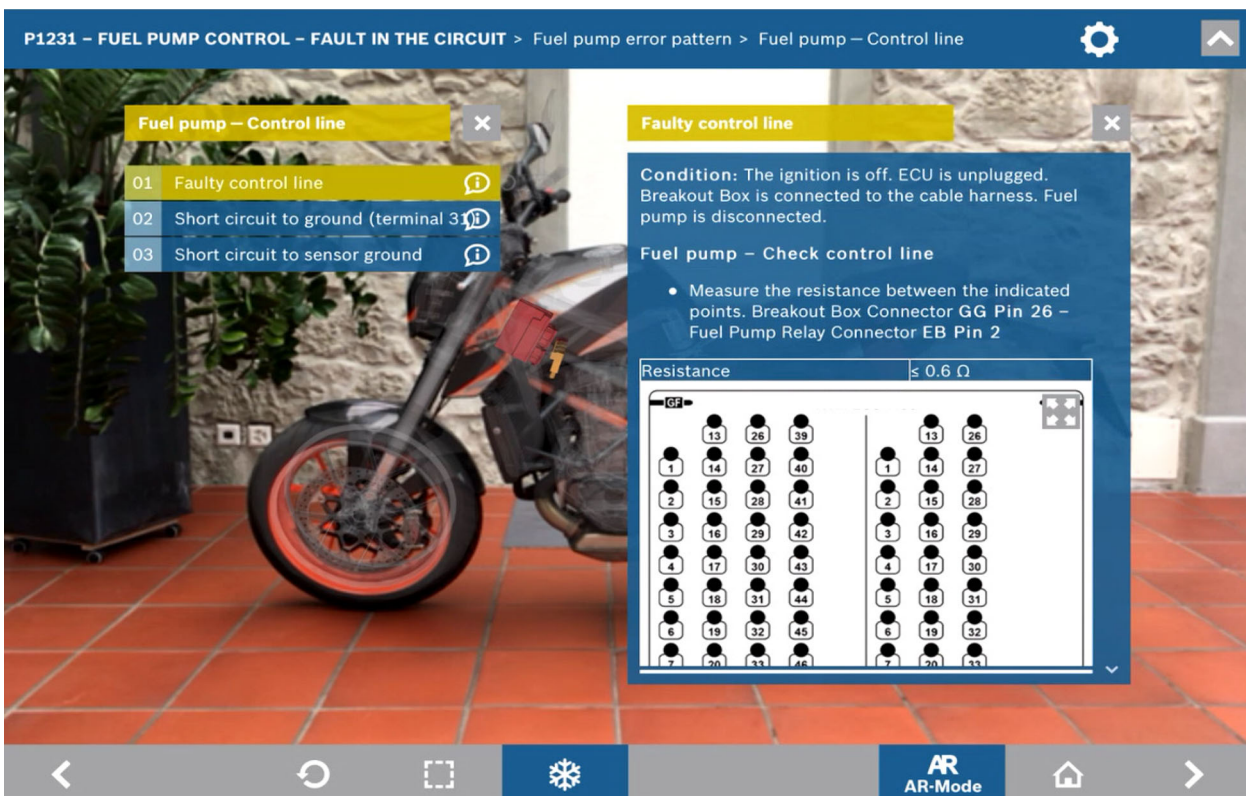 P1231 – FUEL PUMP CONTROL – FAULT IN THE CIRCUIT > Fuel pump error pattern > Fuel pump – Control line
Fuel pump – Control line
01 Faulty control line
02 Short circuit to ground (terminal 31)
03 Short circuit to sensor ground
Faulty control line
Condition: The ignition is off. ECU is unplugged.
Breakout Box is connected to the cable harness. Fuel
pump is disconnected.
Fuel pump – Check control line
• Measure the resistance between the indicated
points. Breakout Box Connector GG Pin 26 –
Fuel Pump Relay Connector EB Pin 2
Resistance ≤ 0.6 Ω
GF
13 26 39 13 26
1 14 27 40 1 14 27
2 15 28 41 2 15 28
3 16 29 42 3 16 29
4 17 30 43 4 17 30
5 18 31 44 5 18 31
6 19 32 45 6 19 32
7 20 33 46 7 20 33
AR
AR-Mode